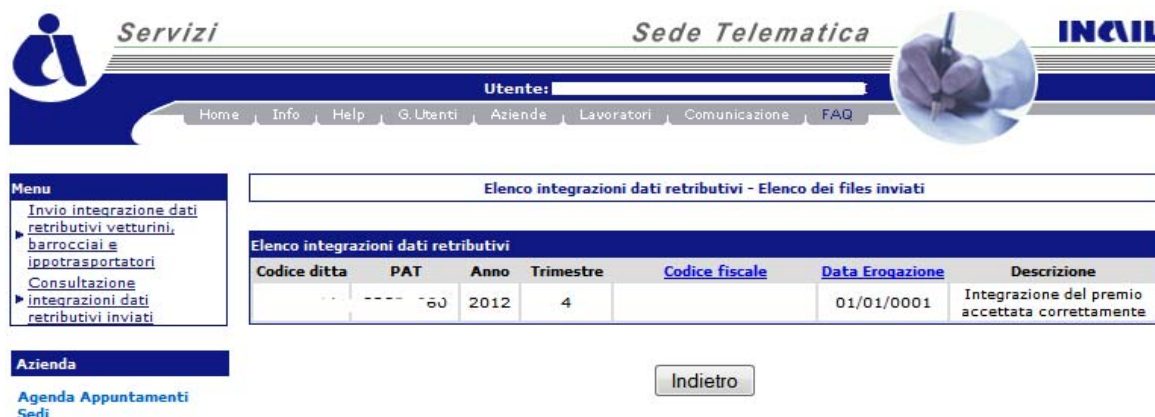 Servizi
Sede Telematica
INAIL
Utente:
Home Info Help G.Utenti Aziende Lavoratori Comunicazione FAQ
Menu
Invio integrazione dati
retributivi vetturini,
barrocciai e
ippotrasportatori
Consultazione
integrazioni dati
retributivi inviati
Elenco integrazioni dati retributivi - Elenco dei files inviati
Elenco integrazioni dati retributivi
Codice ditta PAT Anno Trimestre Codice fiscale Data Erogazione Descrizione
2012 4 01/01/0001 Integrazione del premio
accettata correttamente
Indietro
Azienda
Agenda Appuntamenti
Sedi